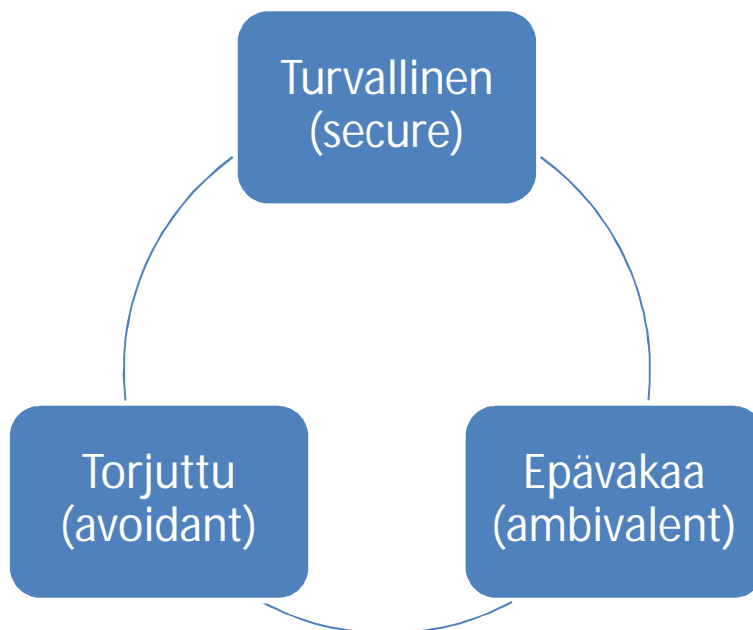 Turvallinen
(secure)
Torjuttu
(avoidant)
Epävakaa
(ambivalent)